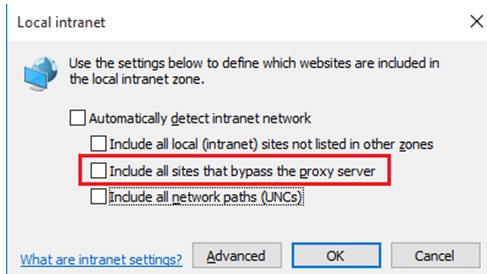 Local intranet
Use the settings below to define which websites are included in
the local intranet zone.
Automatically detect intranet network
Include all local (intranet) sites not listed in other zones
Include all sites that bypass the proxy server
Include all network paths (UNCs)
What are intranet settings?
Advanced
OK
Cancel